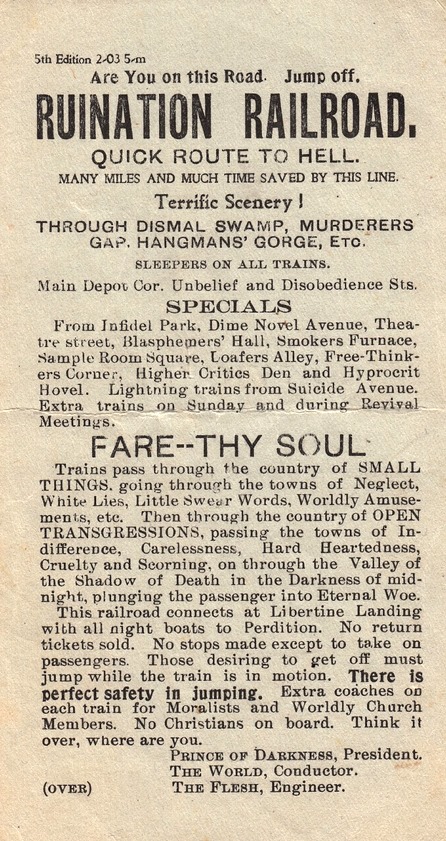 5th Edition 2-03 5-m
Are You on this Road. Jump off.
RUINATION RAILROAD.
QUICK ROUTE TO HELL.
MANY MILES AND MUCH TIME SAVED BY THIS LINE.
Terrific Scenery!
THROUGH DISMAL SWAMP, MURDERERS
GAP. HANGMANS' GORGE, ETC.
SLEEPERS ON ALL TRAINS.
Main Depot Cor. Unbelief and Disobedience Sts.
SPECIALS
From Infidel Park, Dime Novel Avenue, Thea-
tre street, Blasphemers' Hall, Smokers Furnace,
Sample Room Square, Loafers Alley, Free-Think-
ers Corner, Higher Critics Den and Hypocrit
Hovel. Lightning trains from Suicide Avenue.
Extra trains on Sunday and during Revival
Meetings.
FARE--THY SOUL
Trains pass through the country of SMALL
THINGS. going through the towns of Neglect,
White Lies, Little Swear Words, Worldly Amuse-
ments, etc. Then through the country of OPEN
TRANSGRESSIONS, passing the towns of In-
difference, Carelessness, Hard Heartedness,
Cruelty and Scorning, on through the Valley of
the Shadow of Death in the Darkness of mid-
night, plunging the passenger into Eternal Woe.
This railroad connects at Libertine Landing
with all night boats to Perdition. No return
tickets sold. No stops made except to take on
passengers. Those desiring to get off must
jump while the train is in motion. There is
perfect safety in jumping. Extra coaches on
each train for Moralists and Worldly Church
Members. No Christians on board. Think it
over, where are you.
PRINCE OF DARKNESS, President.
THE WORLD, Conductor.
(OVER) THE FLESH, Engineer.